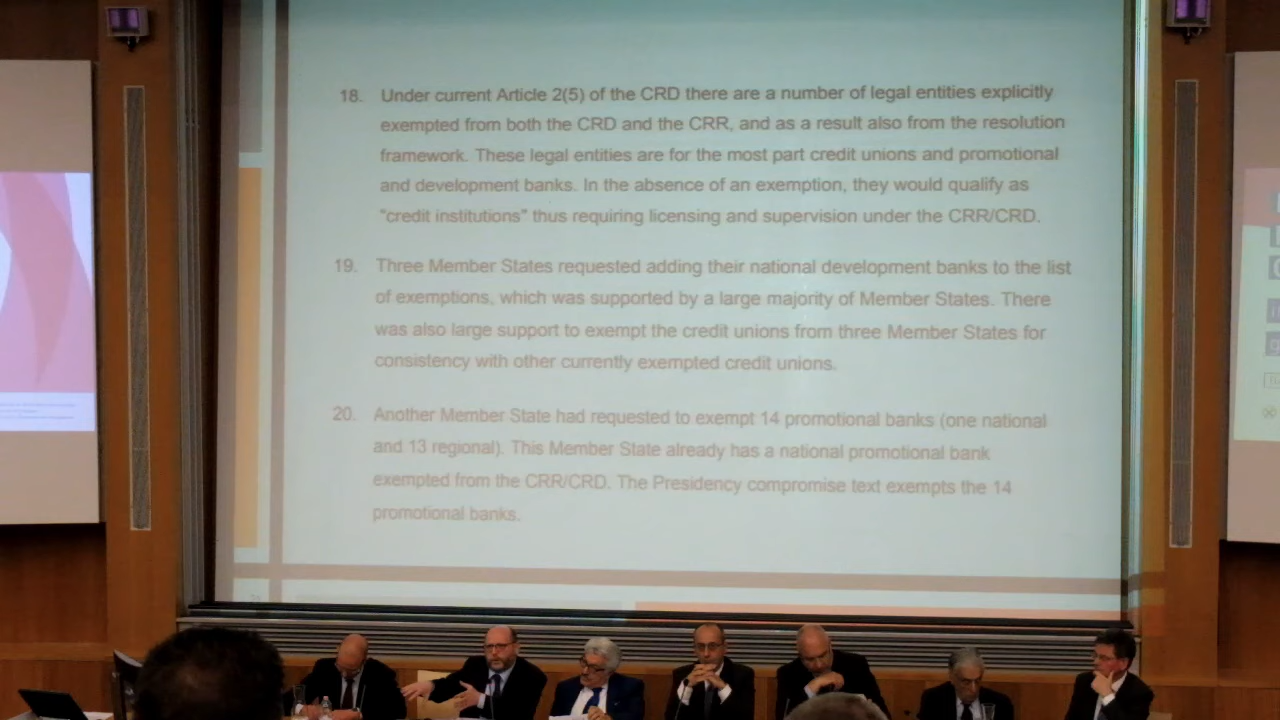 18. Under current Article 2(5) of the CRD there are a number of legal entities explicitly
exempted from both the CRD and the CRR, and as a result also from the resolution
framework. These legal entities are for the most part credit unions and promotional
and development banks. In the absence of an exemption, they would qualify as
"credit institutions" thus requiring licensing and supervision under the CRR/CRD.
19. Three Member States requested adding their national development banks to the list
of exemptions, which was supported by a large majority of Member States. There
was also large support to exempt the credit unions from three Member States for
consistency with other currently exempted credit unions.
20. Another Member State had requested to exempt 14 promotional banks (one national
and 13 regional). This Member State already has a national promotional bank
exempted from the CRR/CRD. The Presidency compromise text exempts the 14
promotional banks.